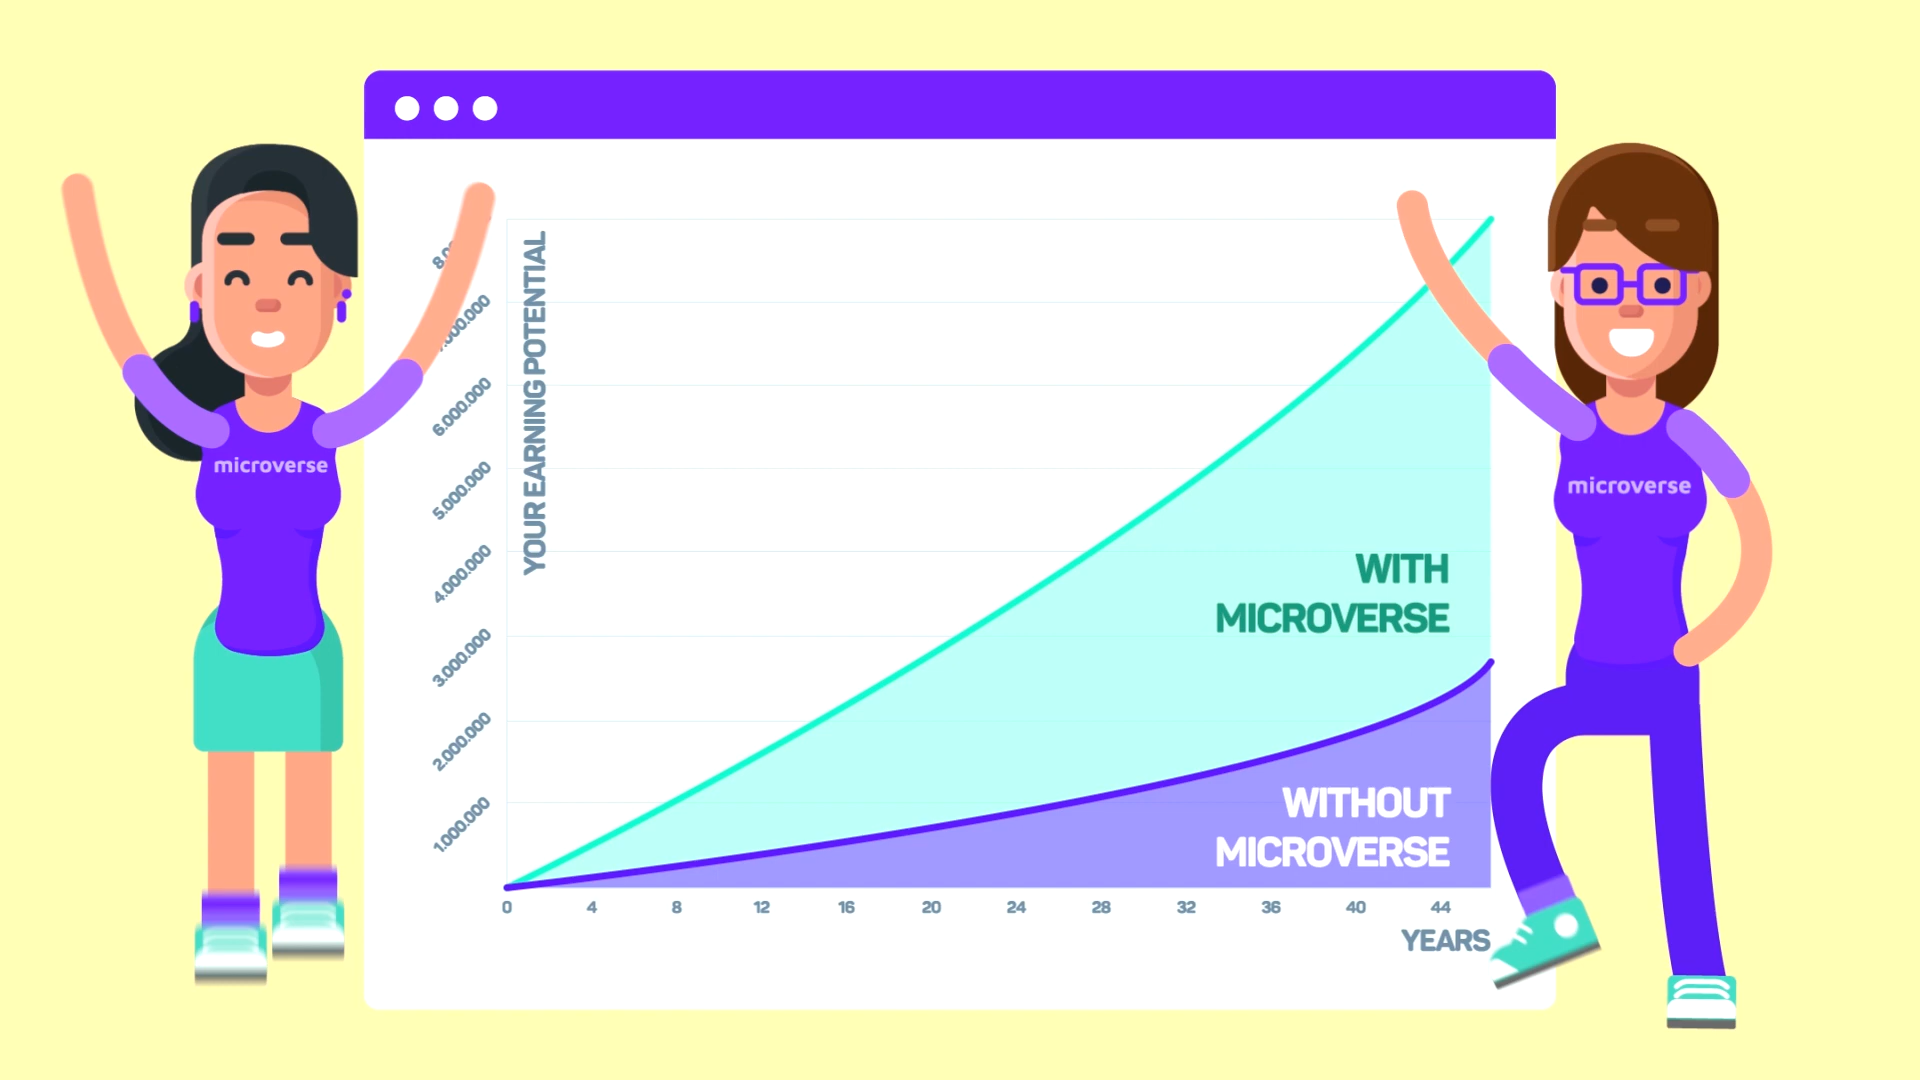 YOUR EARNING POTENTIAL
6.000.000
5.000.000
4.000.000
3.000.000
2.000.000
1.000.000
microverse
microverse
WITH
MICROVERSE
WITHOUT
MICROVERSE
0 4 8 12 16 20 24 28 32 36 40 44
YEARS